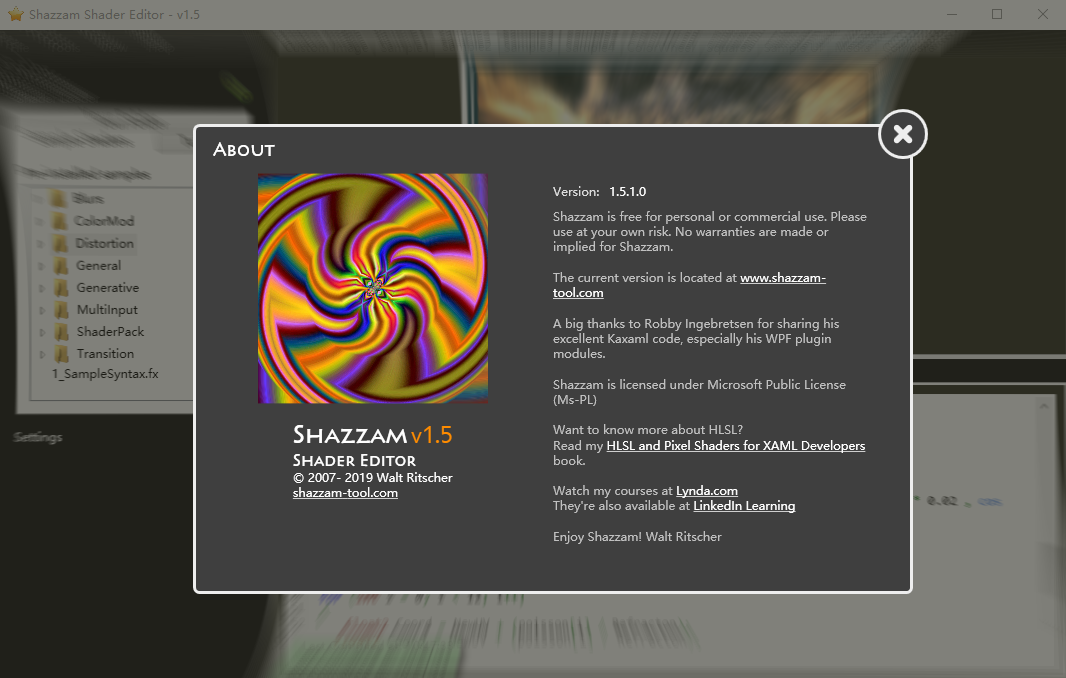 Shazzam Shader Editor - v1.5
About
Version: 1.5.1.0
Shazzam is free for personal or commercial use. Please
use at your own risk. No warranties are made or
implied for Shazzam.
The current version is located at www.shazzam-
tool.com
A big thanks to Robby Ingebretsen for sharing his
excellent Kaxaml code, especially his WPF plugin
modules.
Shazzam is licensed under Microsoft Public License
(Ms-PL)
Want to know more about HLSL?
Read my HLSL and Pixel Shaders for XAML Developers
book.
Watch my courses at Lynda.com
They're also available at LinkedIn Learning
Enjoy Shazzam! Walt Ritscher
Shazzam v1.5
Shader Editor
© 2007- 2019 Walt Ritscher
shazzam-tool.com
Blurs
ColorMod
Distortion
General
Generative
MultiInput
ShaderPack
Transition
1_SampleSyntax.fx
Settings
* 0.02 ,